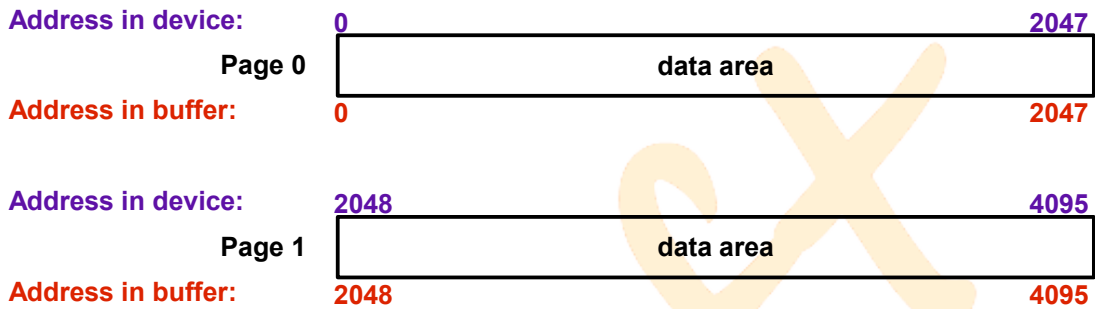 Address in device: 0 2047
Page 0 data area
Address in buffer: 0 2047
Address in device: 2048 4095
Page 1 data area
Address in buffer: 2048 4095